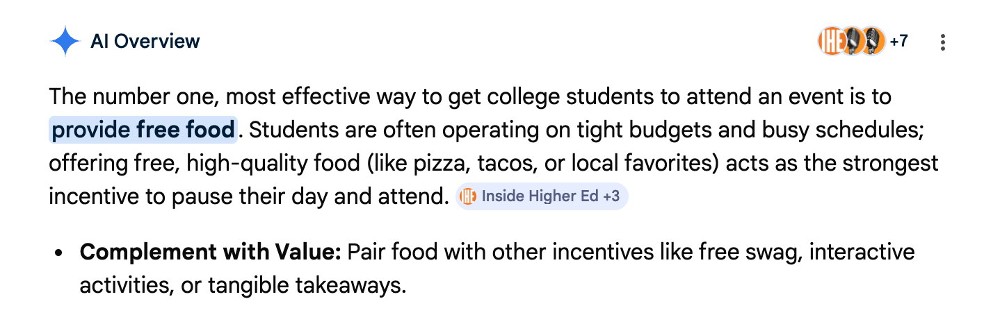 AI Overview
IHE +7
The number one, most effective way to get college students to attend an event is to
provide free food. Students are often operating on tight budgets and busy schedules;
offering free, high-quality food (like pizza, tacos, or local favorites) acts as the strongest
incentive to pause their day and attend. IHE Inside Higher Ed +3
• Complement with Value: Pair food with other incentives like free swag, interactive
activities, or tangible takeaways.